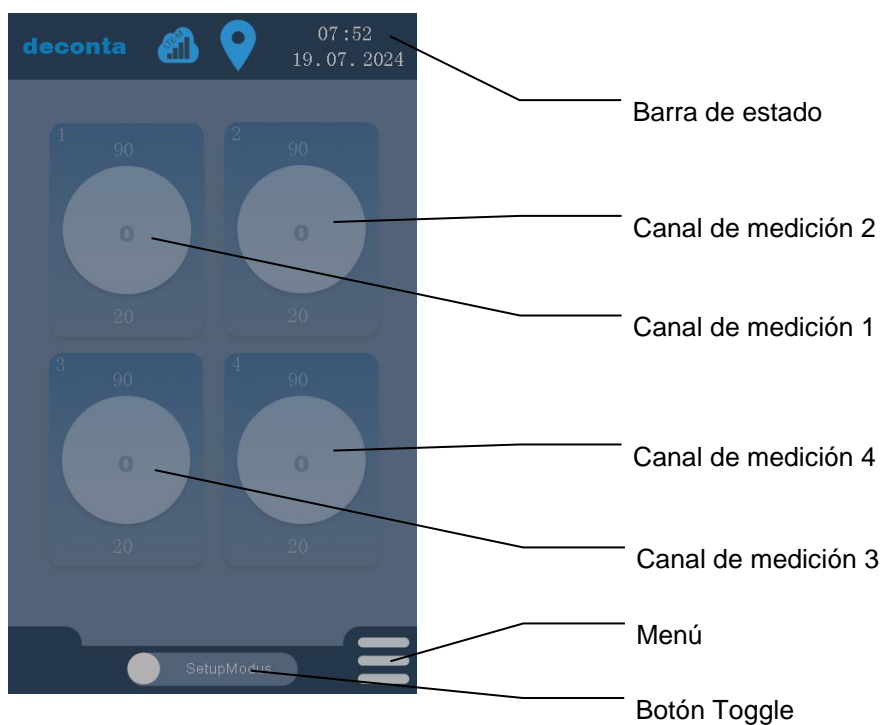 deconta
LTE-M
07:52
19.07.2024
1
90
0
20
2
90
0
20
3
90
0
20
4
90
0
20
SetupModus
Barra de estado
Canal de medición 2
Canal de medición 1
Canal de medición 4
Canal de medición 3
Menú
Botón Toggle